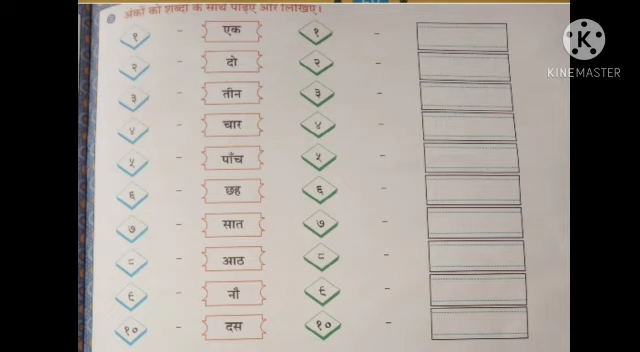 अंकों को शब्दों के साथ पढ़िए और लिखिए।
१ - एक १ -
२ - दो २ -
३ - तीन ३ -
४ - चार ४ -
५ - पाँच ५ -
६ - छह ६ -
७ - सात ७ -
८ - आठ ८ -
९ - नौ ९ -
१० - दस १० -
KINEMASTER